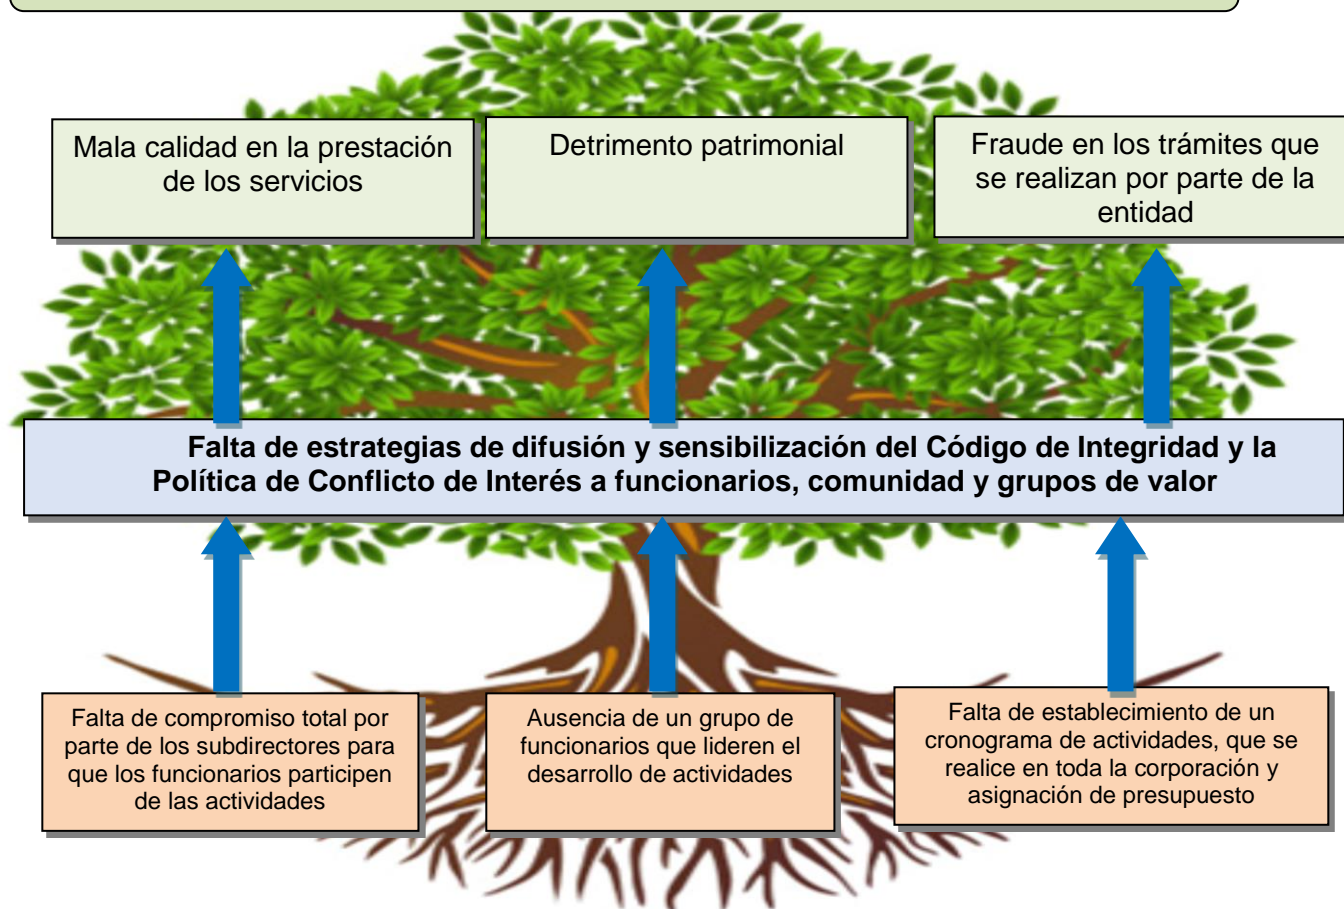 Mala calidad en la prestación
de los servicios
Detrimento patrimonial
Fraude en los trámites que
se realizan por parte de la
entidad
Falta de estrategias de difusión y sensibilización del Código de Integridad y la
Política de Conflicto de Interés a funcionarios, comunidad y grupos de valor
Falta de compromiso total por
parte de los subdirectores para
que los funcionarios participen
de las actividades
Ausencia de un grupo de
funcionarios que lideren el
desarrollo de actividades
Falta de establecimiento de un
cronograma de actividades, que se
realice en toda la corporación y
asignación de presupuesto